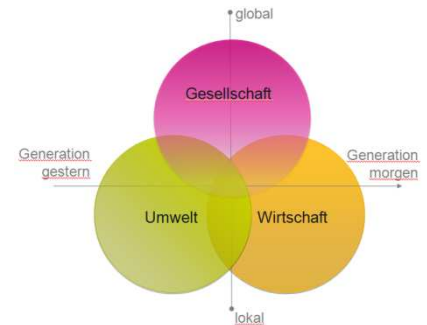 global
Gesellschaft
Generation
gestern
Generation
morgen
Umwelt
Wirtschaft
lokal